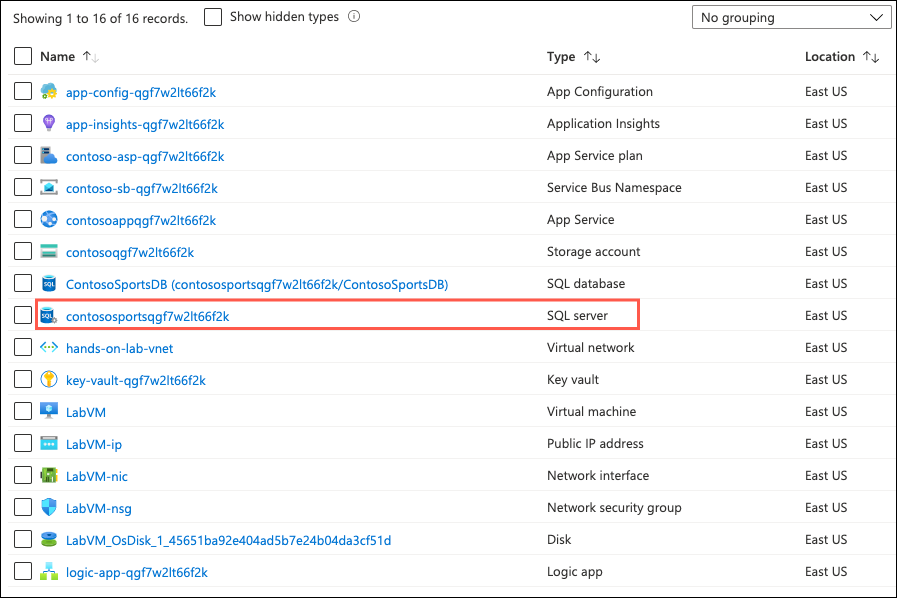 Showing 1 to 16 of 16 records. Show hidden types No grouping
Name Type Location
app-config-qgf7w2lt66f2k App Configuration East US
app-insights-qgf7w2lt66f2k Application Insights East US
contoso-asp-qgf7w2lt66f2k App Service plan East US
contoso-sb-qgf7w2lt66f2k Service Bus Namespace East US
contosoappqgf7w2lt66f2k App Service East US
contosoqgf7w2lt66f2k Storage account East US
ContosoSportsDB (contososportsqgf7w2lt66f2k/ContosoSportsDB) SQL database East US
contososportsqgf7w2lt66f2k SQL server East US
hands-on-lab-vnet Virtual network East US
key-vault-qgf7w2lt66f2k Key vault East US
LabVM Virtual machine East US
LabVM-ip Public IP address East US
LabVM-nic Network interface East US
LabVM-nsg Network security group East US
LabVM_OsDisk_1_45651ba92e404ad5b7e24b04da3cf51d Disk East US
logic-app-qgf7w2lt66f2k Logic app East US